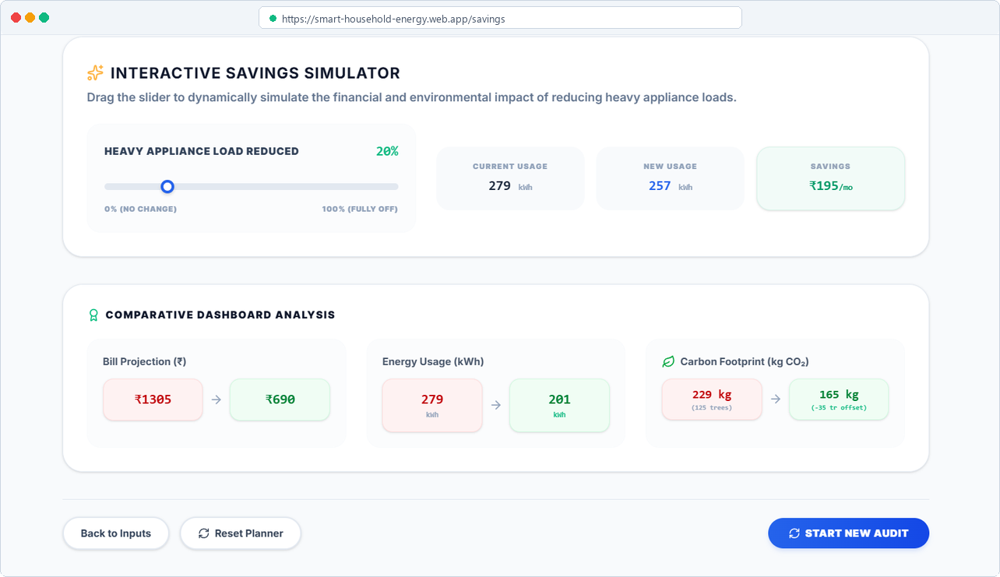 https://smart-household-energy.web.app/savings
INTERACTIVE SAVINGS SIMULATOR
Drag the slider to dynamically simulate the financial and environmental impact of reducing heavy appliance loads.
HEAVY APPLIANCE LOAD REDUCED 20%
0% (NO CHANGE) 100% (FULLY OFF)
CURRENT USAGE
279 kWh
NEW USAGE
257 kWh
SAVINGS
₹195/mo
COMPARATIVE DASHBOARD ANALYSIS
Bill Projection (₹)
₹1305 → ₹690
Energy Usage (kWh)
279 kWh → 201 kWh
Carbon Footprint (kg CO₂)
229 kg → 165 kg
(125 trees) (-35 tr offset)
Back to Inputs
Reset Planner
START NEW AUDIT